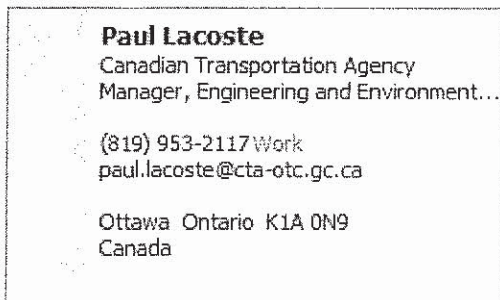 Paul Lacoste
Canadian Transportation Agency
Manager, Engineering and Environment...
(819) 953-2117 Work
paul.lacoste@cta-otc.gc.ca
Ottawa Ontario K1A 0N9
Canada